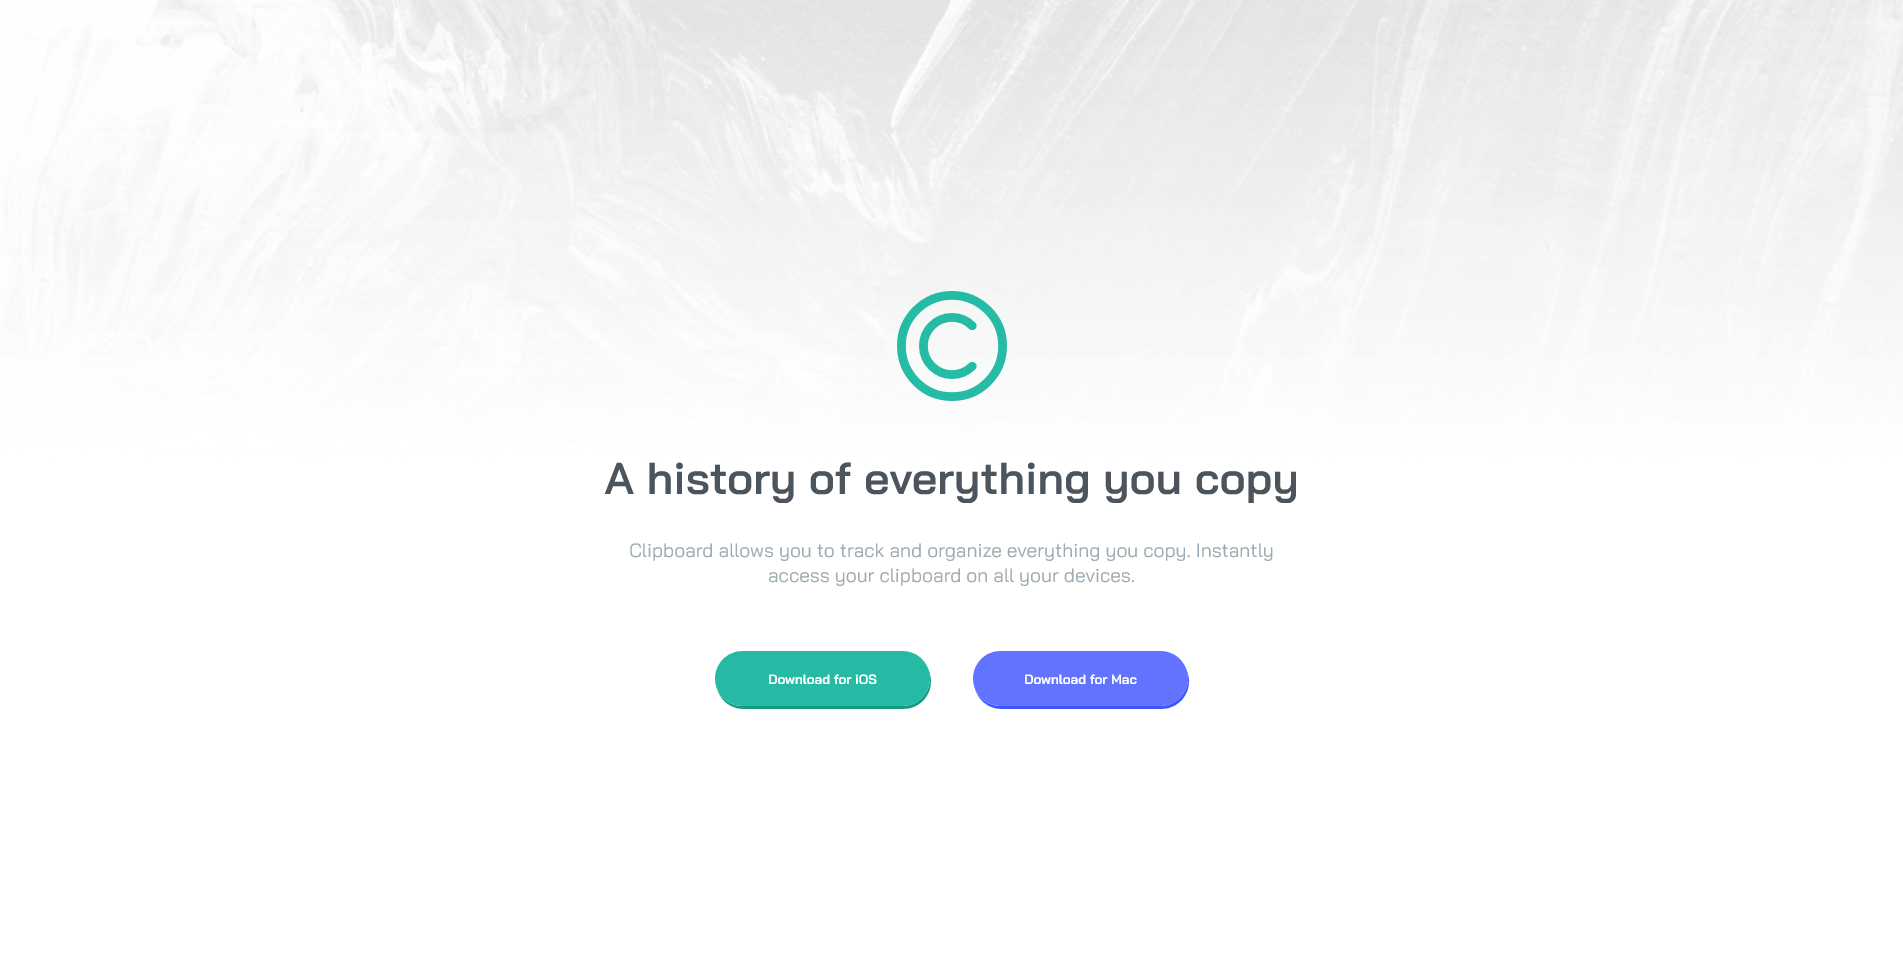 A history of everything you copy
Clipboard allows you to track and organize everything you copy. Instantly
access your clipboard on all your devices.
Download for iOS
Download for Mac